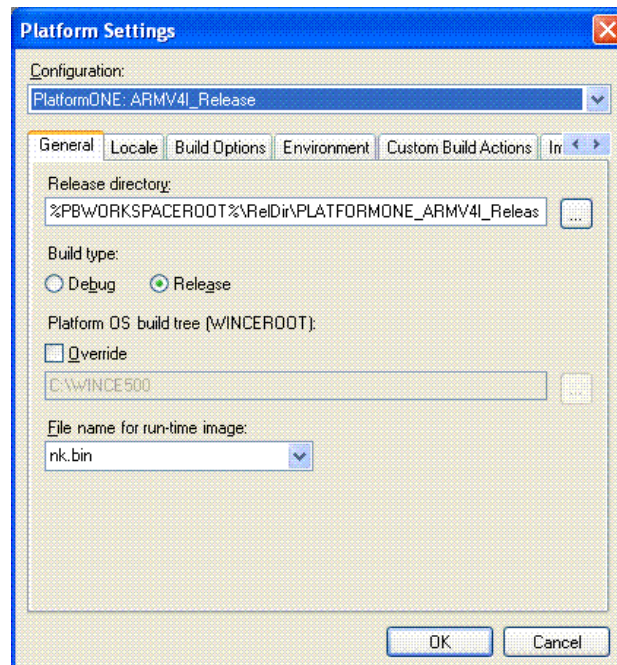 Platform Settings
Configuration:
PlatformONE: ARMV4I_Release
General Locale Build Options Environment Custom Build Actions
Release directory:
%PBWORKSPACEROOT%\RelDir\PLATFORMONE_ARMV4I_Releas
...
Build type:
Debug Release
Platform OS build tree (WINCEROOT):
Override
C:\WINCE500
...
File name for run-time image:
nk.bin
OK Cancel